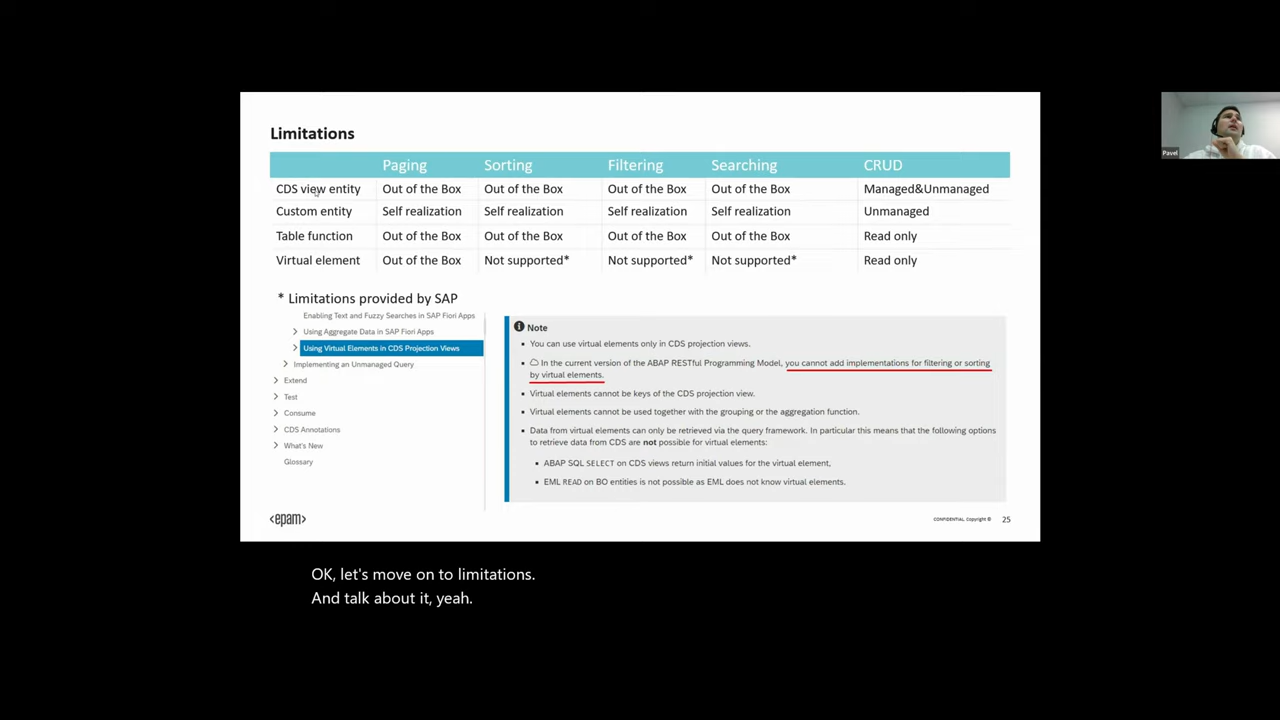 Limitations
Paging Sorting Filtering Searching CRUD
CDS view entity Out of the Box Out of the Box Out of the Box Out of the Box Managed&Unmanaged
Custom entity Self realization Self realization Self realization Self realization Unmanaged
Table function Out of the Box Out of the Box Out of the Box Out of the Box Read only
Virtual element Out of the Box Not supported* Not supported* Not supported* Read only
* Limitations provided by SAP
Enabling Text and Fuzzy Searches in SAP Fiori Apps
Using Aggregate Data in SAP Fiori Apps
Using Virtual Elements in CDS Projection Views
Implementing an Unmanaged Query
Extend
Test
Consume
CDS Annotations
What's New
Glossary
Note
• You can use virtual elements only in CDS projection views.
• In the current version of the ABAP RESTful Programming Model, you cannot add implementations for filtering or sorting
by virtual elements.
• Virtual elements cannot be keys of the CDS projection view.
• Virtual elements cannot be used together with the grouping or the aggregation function.
• Data from virtual elements can only be retrieved via the query framework. In particular this means that the following options
to retrieve data from CDS are not possible for virtual elements:
• ABAP SQL SELECT on CDS views return initial values for the virtual element,
• EML READ on BO entities is not possible as EML does not know virtual elements.
<epam>
CONFIDENTIAL. Copyright © 25
Pavel
OK, let's move on to limitations.
And talk about it, yeah.